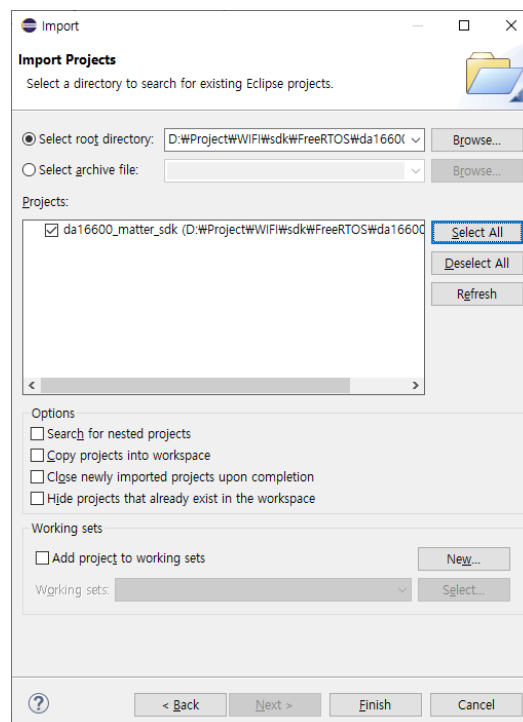 Import
Import Projects
Select a directory to search for existing Eclipse projects.
Select root directory: D:₩Project₩WIFI₩sdk₩FreeRTOS₩da1660( Browse...
Select archive file: Browse...
Projects:
da16600_matter_sdk (D:₩Project₩WIFI₩sdk₩FreeRTOS₩da16600 Select All
Deselect All
Refresh
Options
Search for nested projects
Copy projects into workspace
Close newly imported projects upon completion
Hide projects that already exist in the workspace
Working sets
Add project to working sets New...
Working sets: Select...
? < Back Next > Finish Cancel